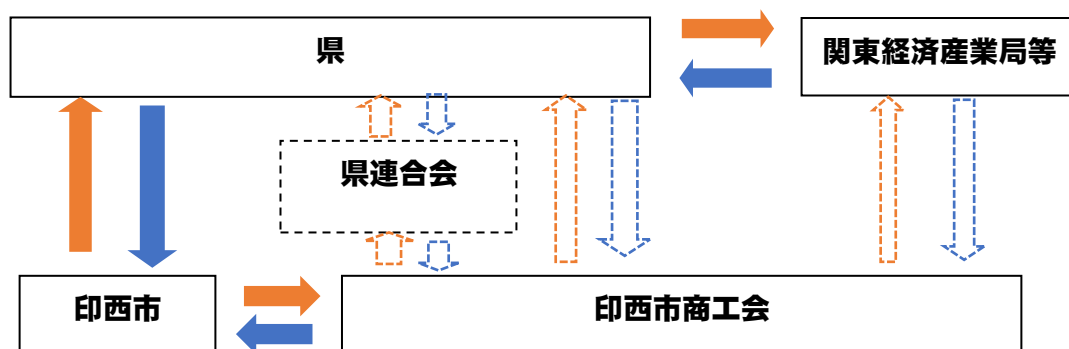 県
関東経済産業局等
県連合会
印西市
印西市商工会